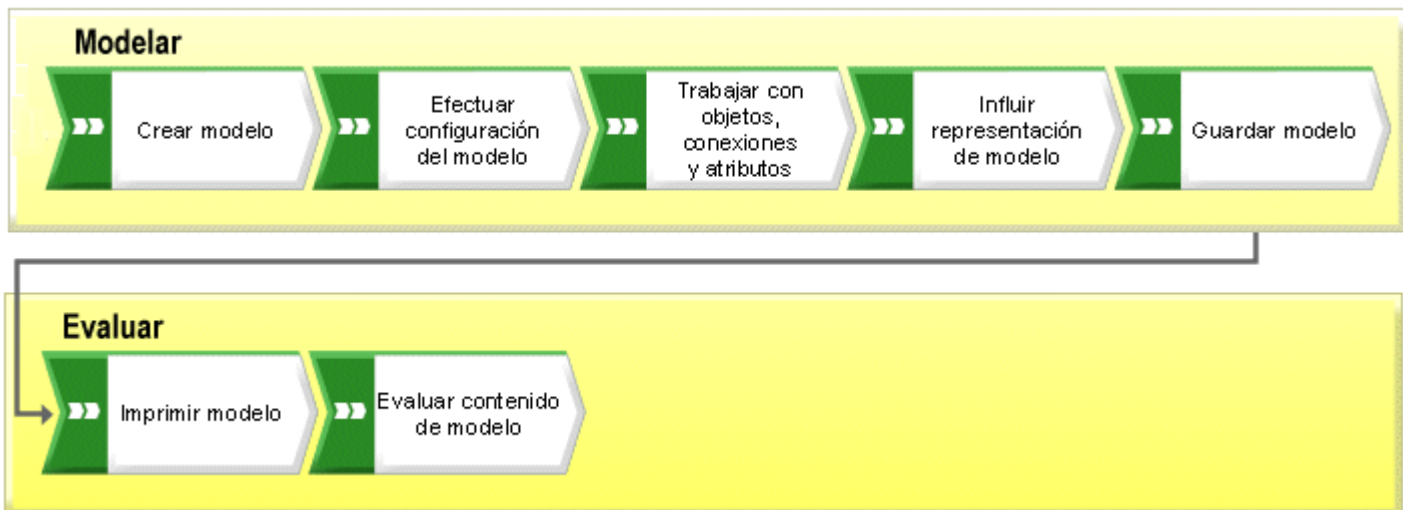 Modelar
Crear modelo
Efectuar
configuración
del modelo
Trabajar con
objetos,
conexiones
y atributos
Influir
representación
de modelo
Guardar modelo
Evaluar
Imprimir modelo
Evaluar contenido
de modelo